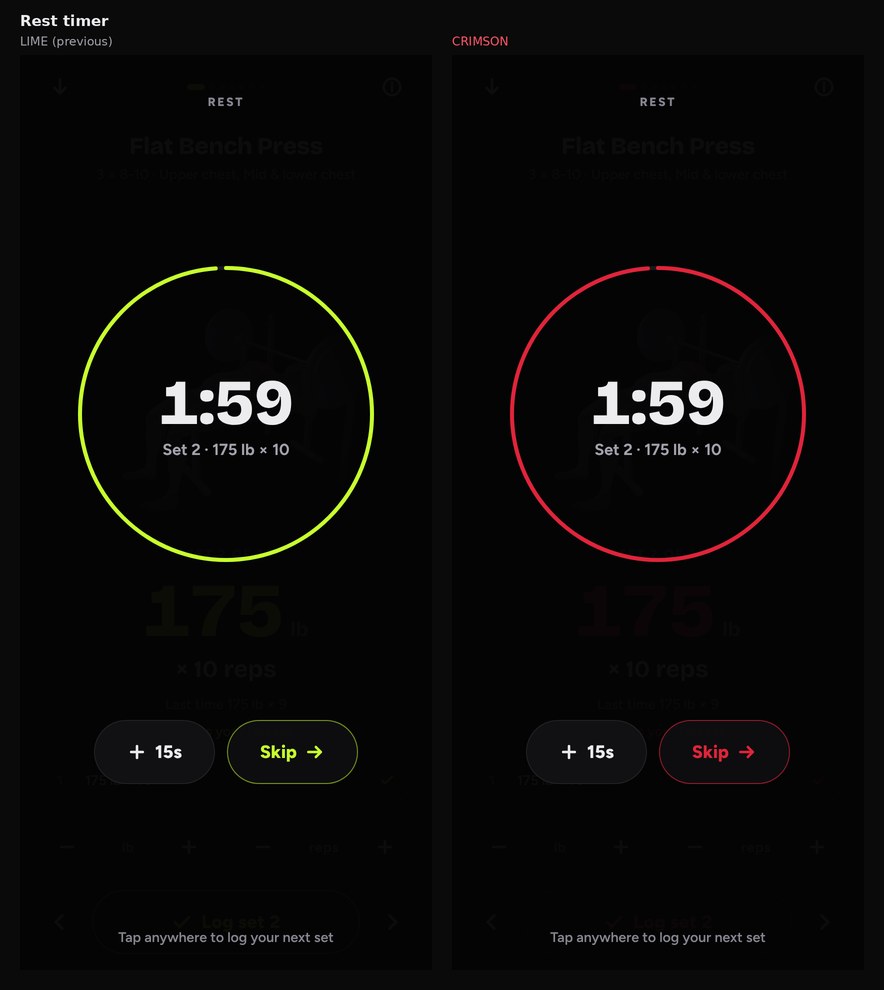 Rest timer
LIME (previous)
REST
Flat Bench Press
1:59
Set 2 · 175 lb × 10
175 lb
× 10 reps
+ 15s
Skip →
Log set 2
Tap anywhere to log your next set
CRIMSON
REST
Flat Bench Press
1:59
Set 2 · 175 lb × 10
175 lb
× 10 reps
+ 15s
Skip →
Log set 2
Tap anywhere to log your next set